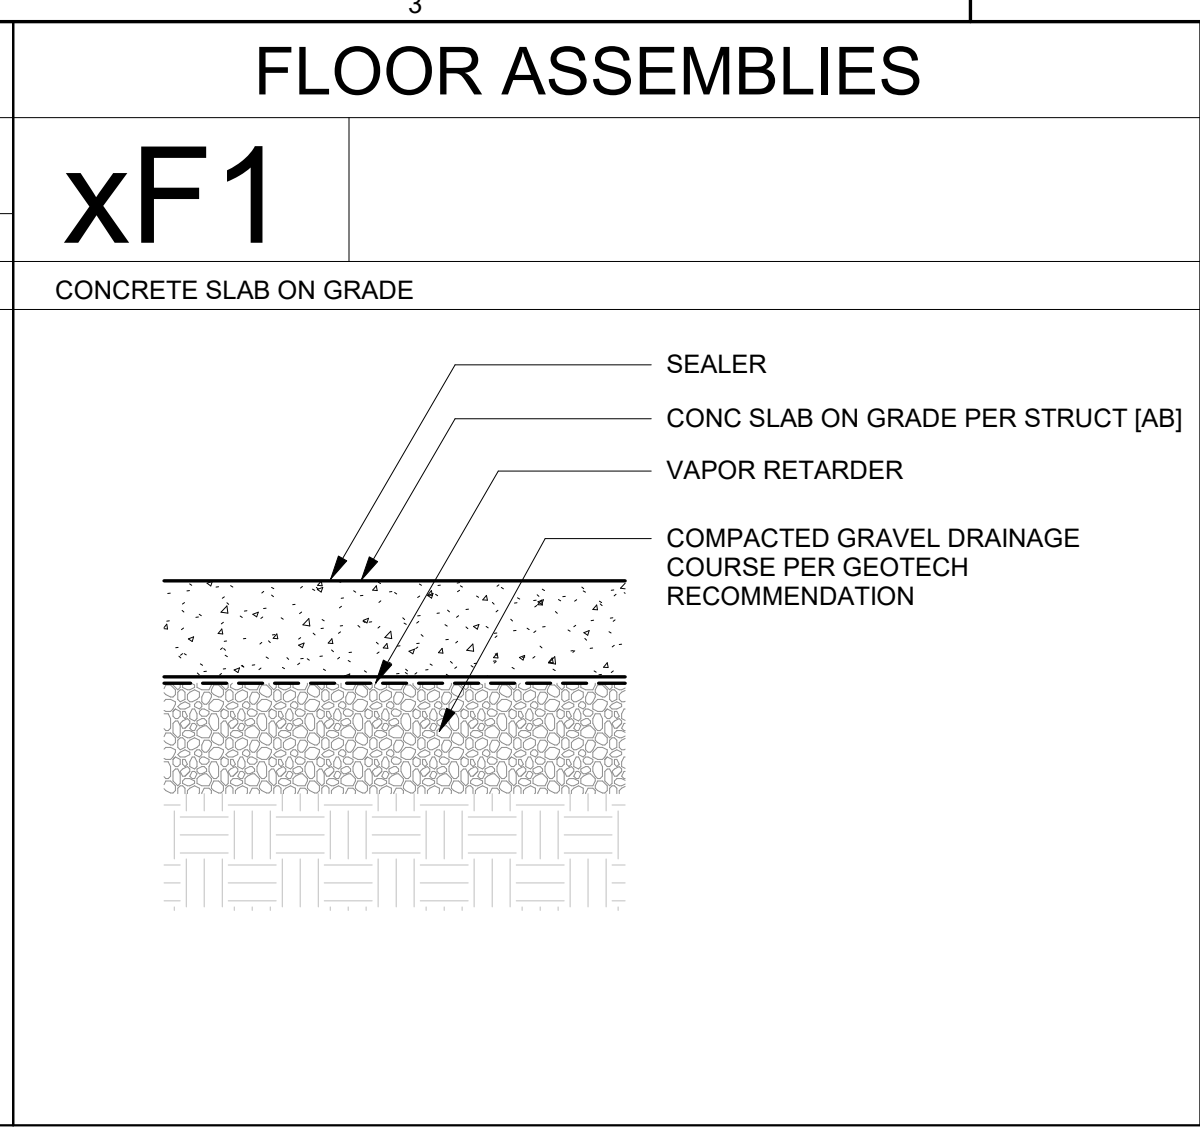 3
FLOOR ASSEMBLIES
xF1
CONCRETE SLAB ON GRADE
SEALER
CONC SLAB ON GRADE PER STRUCT [AB]
VAPOR RETARDER
COMPACTED GRAVEL DRAINAGE
COURSE PER GEOTECH
RECOMMENDATION